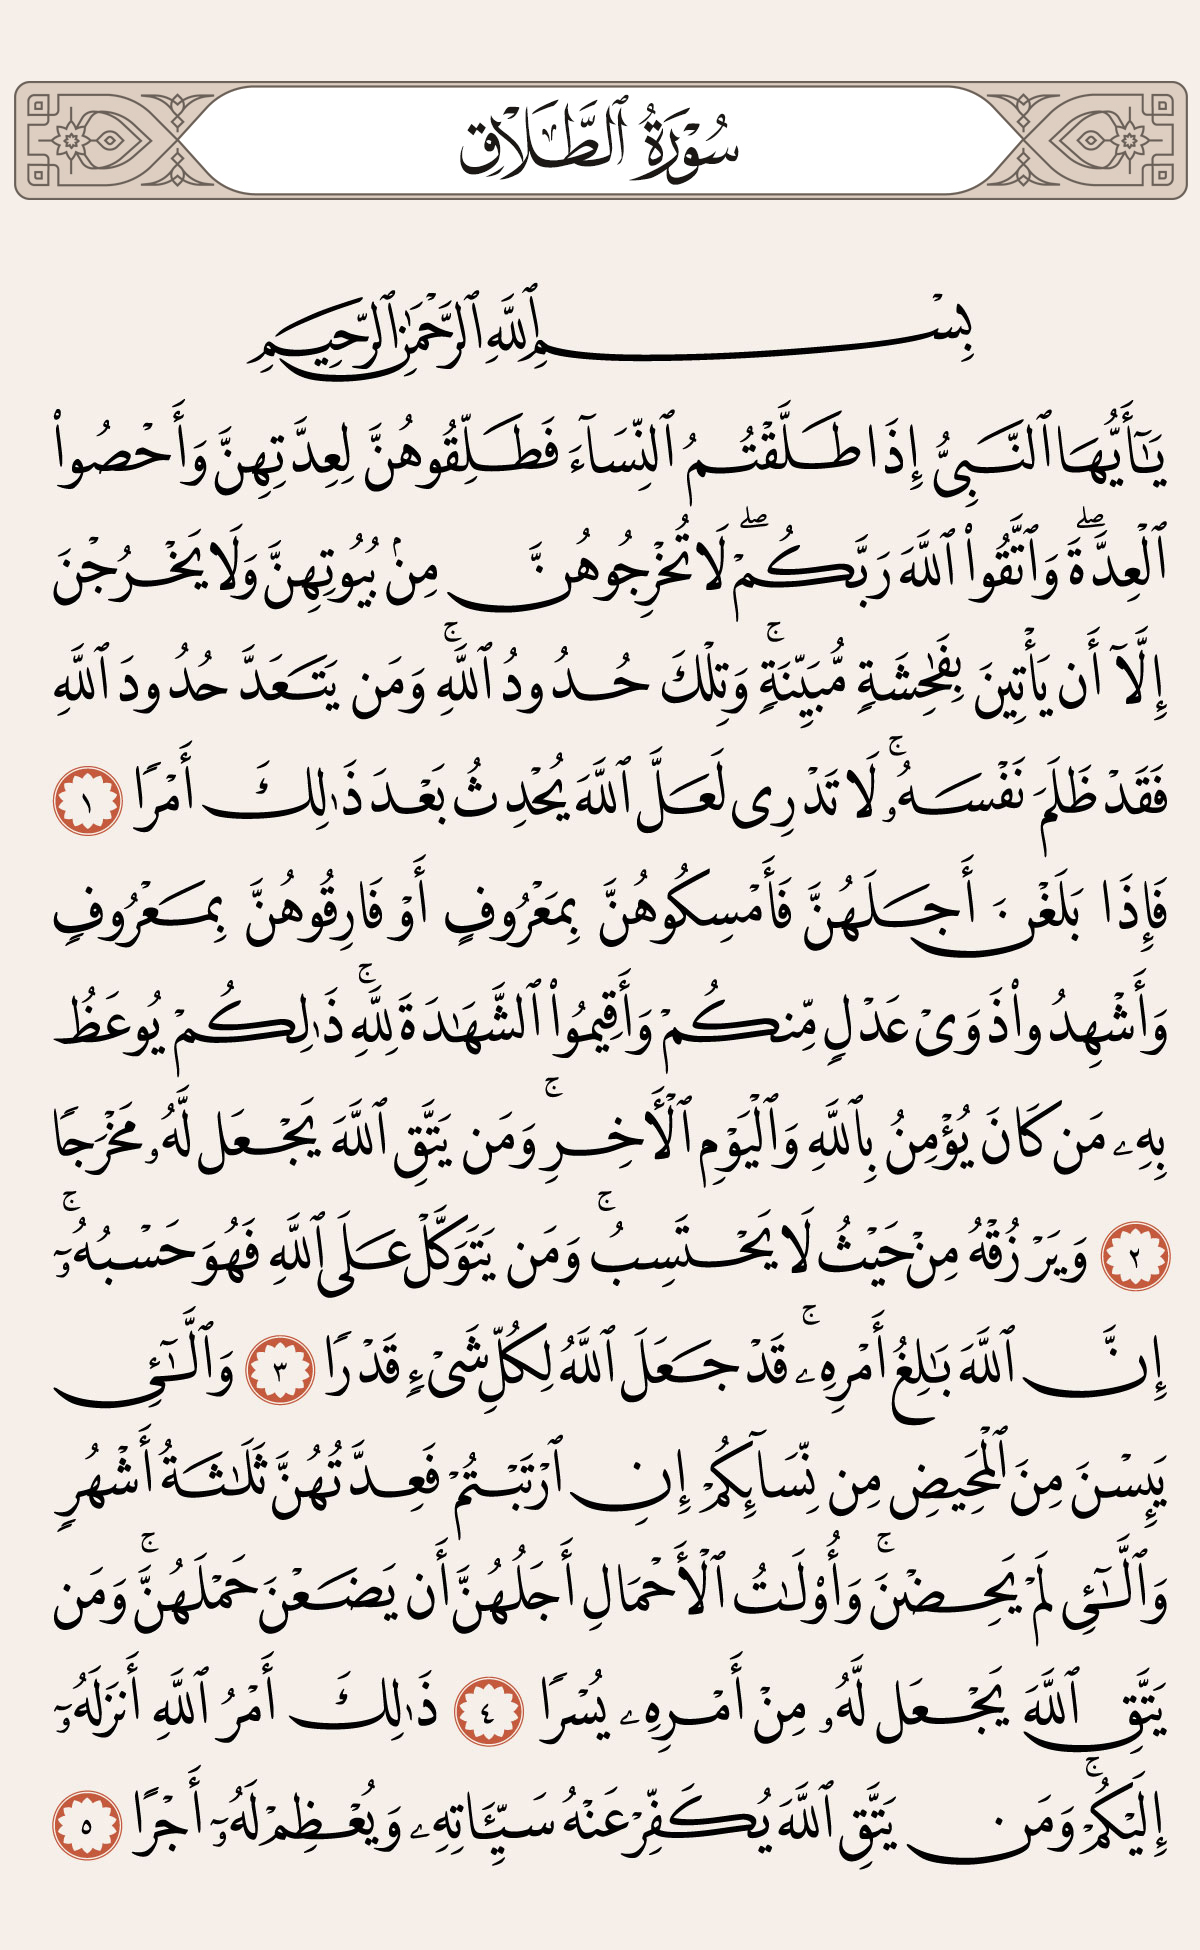 سُورَةُ ٱلطَّلَاقِ
بِسْمِ ٱللَّهِ ٱلرَّحْمَٰنِ ٱلرَّحِيمِ
يَٰٓأَيُّهَا ٱلنَّبِىُّ إِذَا طَلَّقْتُمُ ٱلنِّسَآءَ فَطَلِّقُوهُنَّ لِعِدَّتِهِنَّ وَأَحْصُوا۟
ٱلْعِدَّةَ ۖ وَٱتَّقُوا۟ ٱللَّهَ رَبَّكُمْ ۖ لَا تُخْرِجُوهُنَّ مِنۢ بُيُوتِهِنَّ وَلَا يَخْرُجْنَ
إِلَّآ أَن يَأْتِينَ بِفَٰحِشَةٍ مُّبَيِّنَةٍ ۚ وَتِلْكَ حُدُودُ ٱللَّهِ ۚ وَمَن يَتَعَدَّ حُدُودَ ٱللَّهِ
فَقَدْ ظَلَمَ نَفْسَهُۥ ۚ لَا تَدْرِى لَعَلَّ ٱللَّهَ يُحْدِثُ بَعْدَ ذَٰلِكَ أَمْرًا ١
فَإِذَا بَلَغْنَ أَجَلَهُنَّ فَأَمْسِكُوهُنَّ بِمَعْرُوفٍ أَوْ فَارِقُوهُنَّ بِمَعْرُوفٍ
وَأَشْهِدُوا۟ ذَوَىْ عَدْلٍ مِّنكُمْ وَأَقِيمُوا۟ ٱلشَّهَٰدَةَ لِلَّهِ ۚ ذَٰلِكُمْ يُوعَظُ
بِهِۦ مَن كَانَ يُؤْمِنُ بِٱللَّهِ وَٱلْيَوْمِ ٱلْأَخِرِ ۚ وَمَن يَتَّقِ ٱللَّهَ يَجْعَل لَّهُۥ مَخْرَجًا
٢ وَيَرْزُقْهُ مِنْ حَيْثُ لَا يَحْتَسِبُ ۚ وَمَن يَتَوَكَّلْ عَلَى ٱللَّهِ فَهُوَ حَسْبُهُۥٓ ۚ
إِنَّ ٱللَّهَ بَٰلِغُ أَمْرِهِۦ ۚ قَدْ جَعَلَ ٱللَّهُ لِكُلِّ شَىْءٍ قَدْرًا ٣ وَٱلَّٰٓـِٔى
يَئِسْنَ مِنَ ٱلْمَحِيضِ مِن نِّسَآئِكُمْ إِنِ ٱرْتَبْتُمْ فَعِدَّتُهُنَّ ثَلَٰثَةُ أَشْهُرٍ
وَٱلَّٰٓـِٔى لَمْ يَحِضْنَ ۚ وَأُو۟لَٰتُ ٱلْأَحْمَالِ أَجَلُهُنَّ أَن يَضَعْنَ حَمْلَهُنَّ ۚ وَمَن
يَتَّقِ ٱللَّهَ يَجْعَل لَّهُۥ مِنْ أَمْرِهِۦ يُسْرًا ٤ ذَٰلِكَ أَمْرُ ٱللَّهِ أَنزَلَهُۥٓ
إِلَيْكُمْ ۚ وَمَن يَتَّقِ ٱللَّهَ يُكَفِّرْ عَنْهُ سَيِّـَٔاتِهِۦ وَيُعْظِمْ لَهُۥٓ أَجْرًا ٥